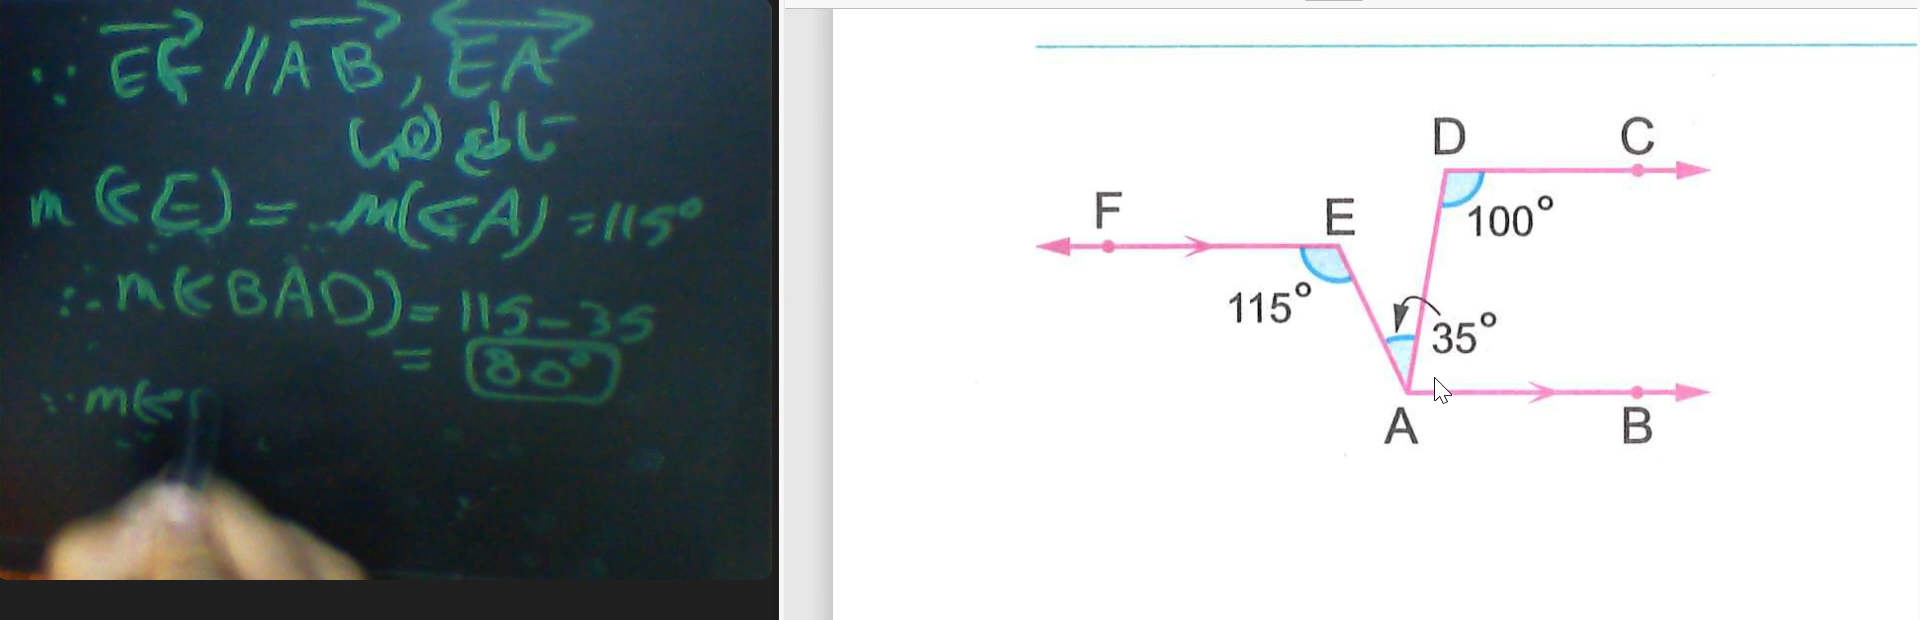 ∵ EF // AB , EA
قاطع لهما
m(∠E) = m(∠A) = 115°
∴ m(∠BAD) = 115 - 35
= 80°
∵ m(∠
D
C
100°
F
E
115°
35°
A
B